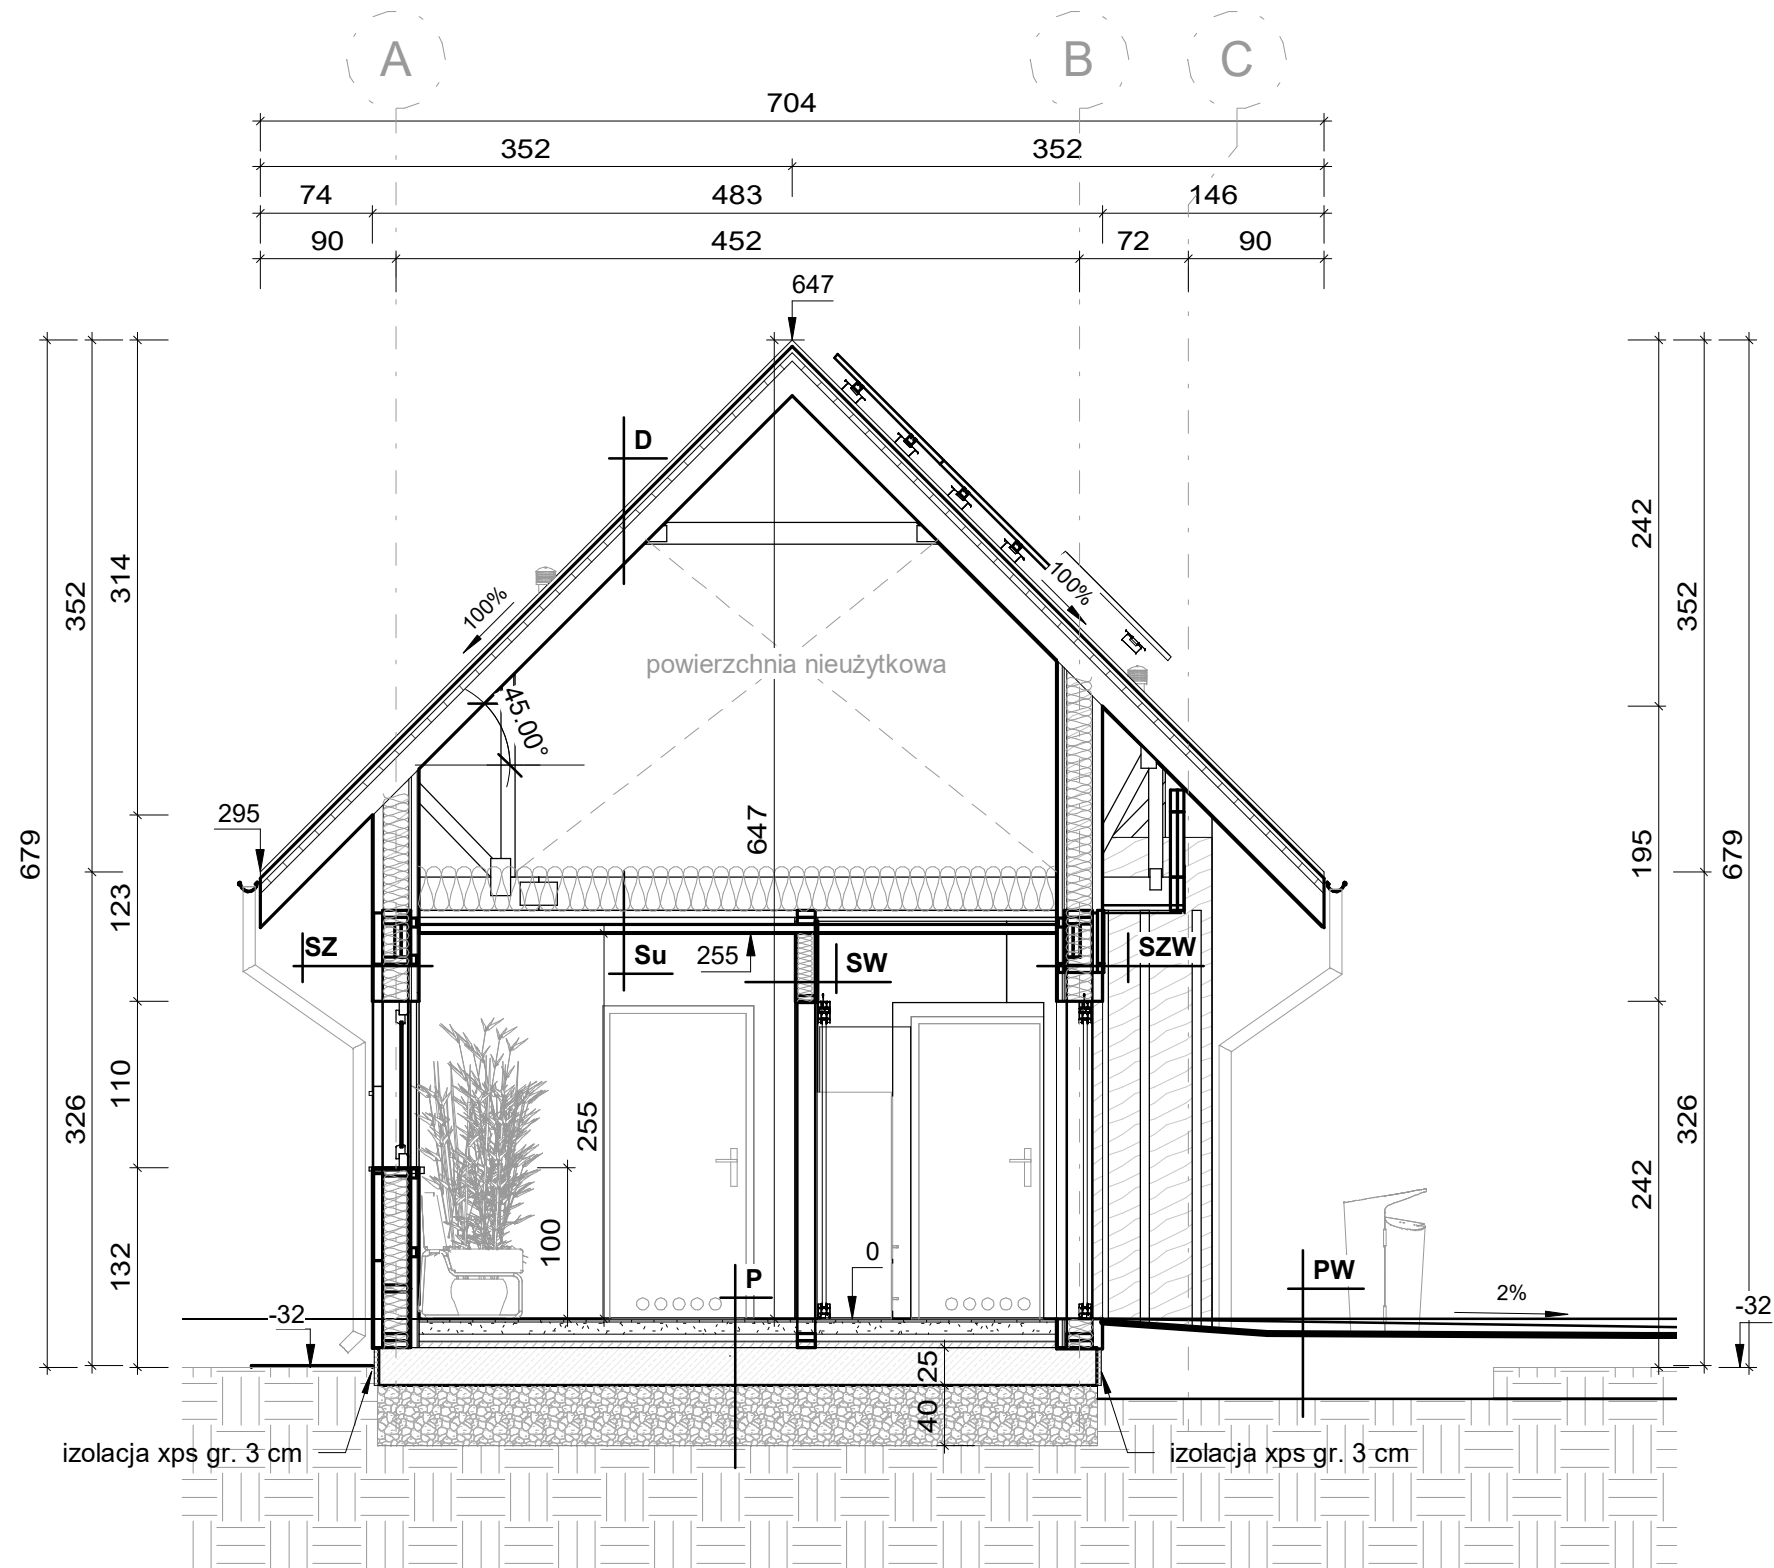 A
B
C
704
352
352
74
483
146
90
452
72
90
647
D
100%
100%
powierzchnia nieużytkowa
45.00°
295
647
679
352
326
314
123
110
132
242
195
242
352
326
679
SZ
Su
255
SW
SZW
255
100
0
P
PW
2%
-32
-32
25
40
izolacja xps gr. 3 cm
izolacja xps gr. 3 cm